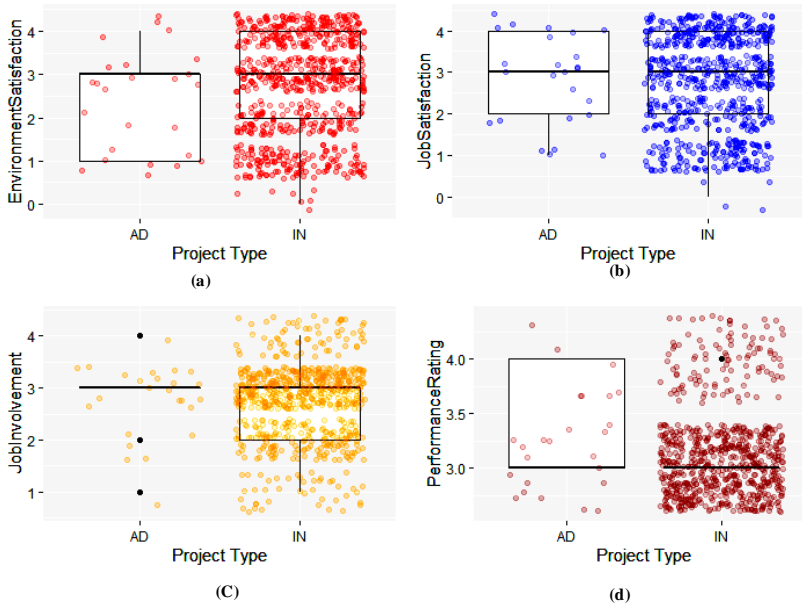 EnvironmentSatisfaction
4
3
2
1
0
AD
IN
Project Type
(a)
JobSatisfaction
4
3
2
1
0
AD
IN
Project Type
(b)
JobInvolvement
4
3
2
1
AD
IN
Project Type
(C)
PerformanceRating
4.0
3.5
3.0
AD
IN
Project Type
(d)